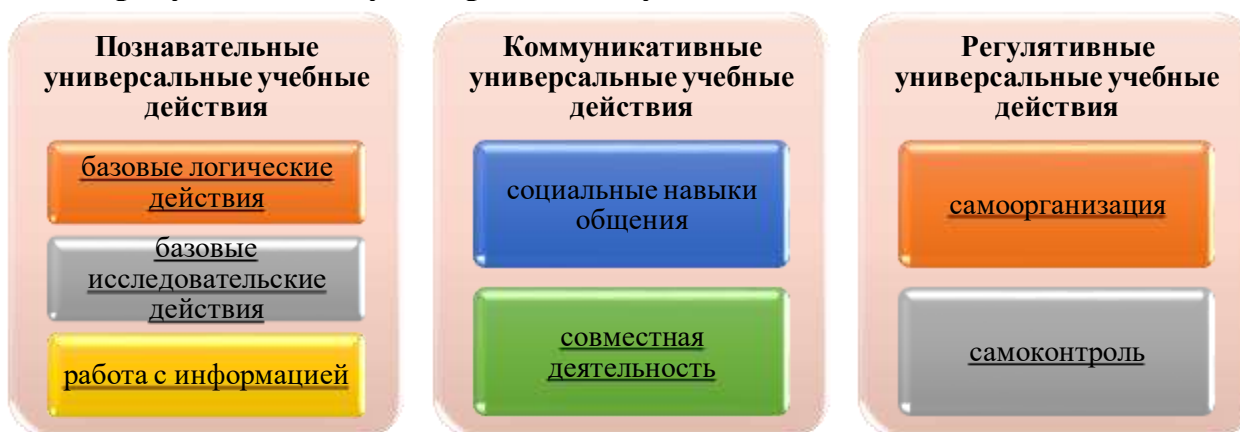 Познавательные
универсальные учебные
действия
базовые логические
действия
базовые
исследовательские
действия
работа с информацией
Коммуникативные
универсальные учебные
действия
социальные навыки
общения
совместная
деятельность
Регулятивные
универсальные учебные
действия
самоорганизация
самоконтроль